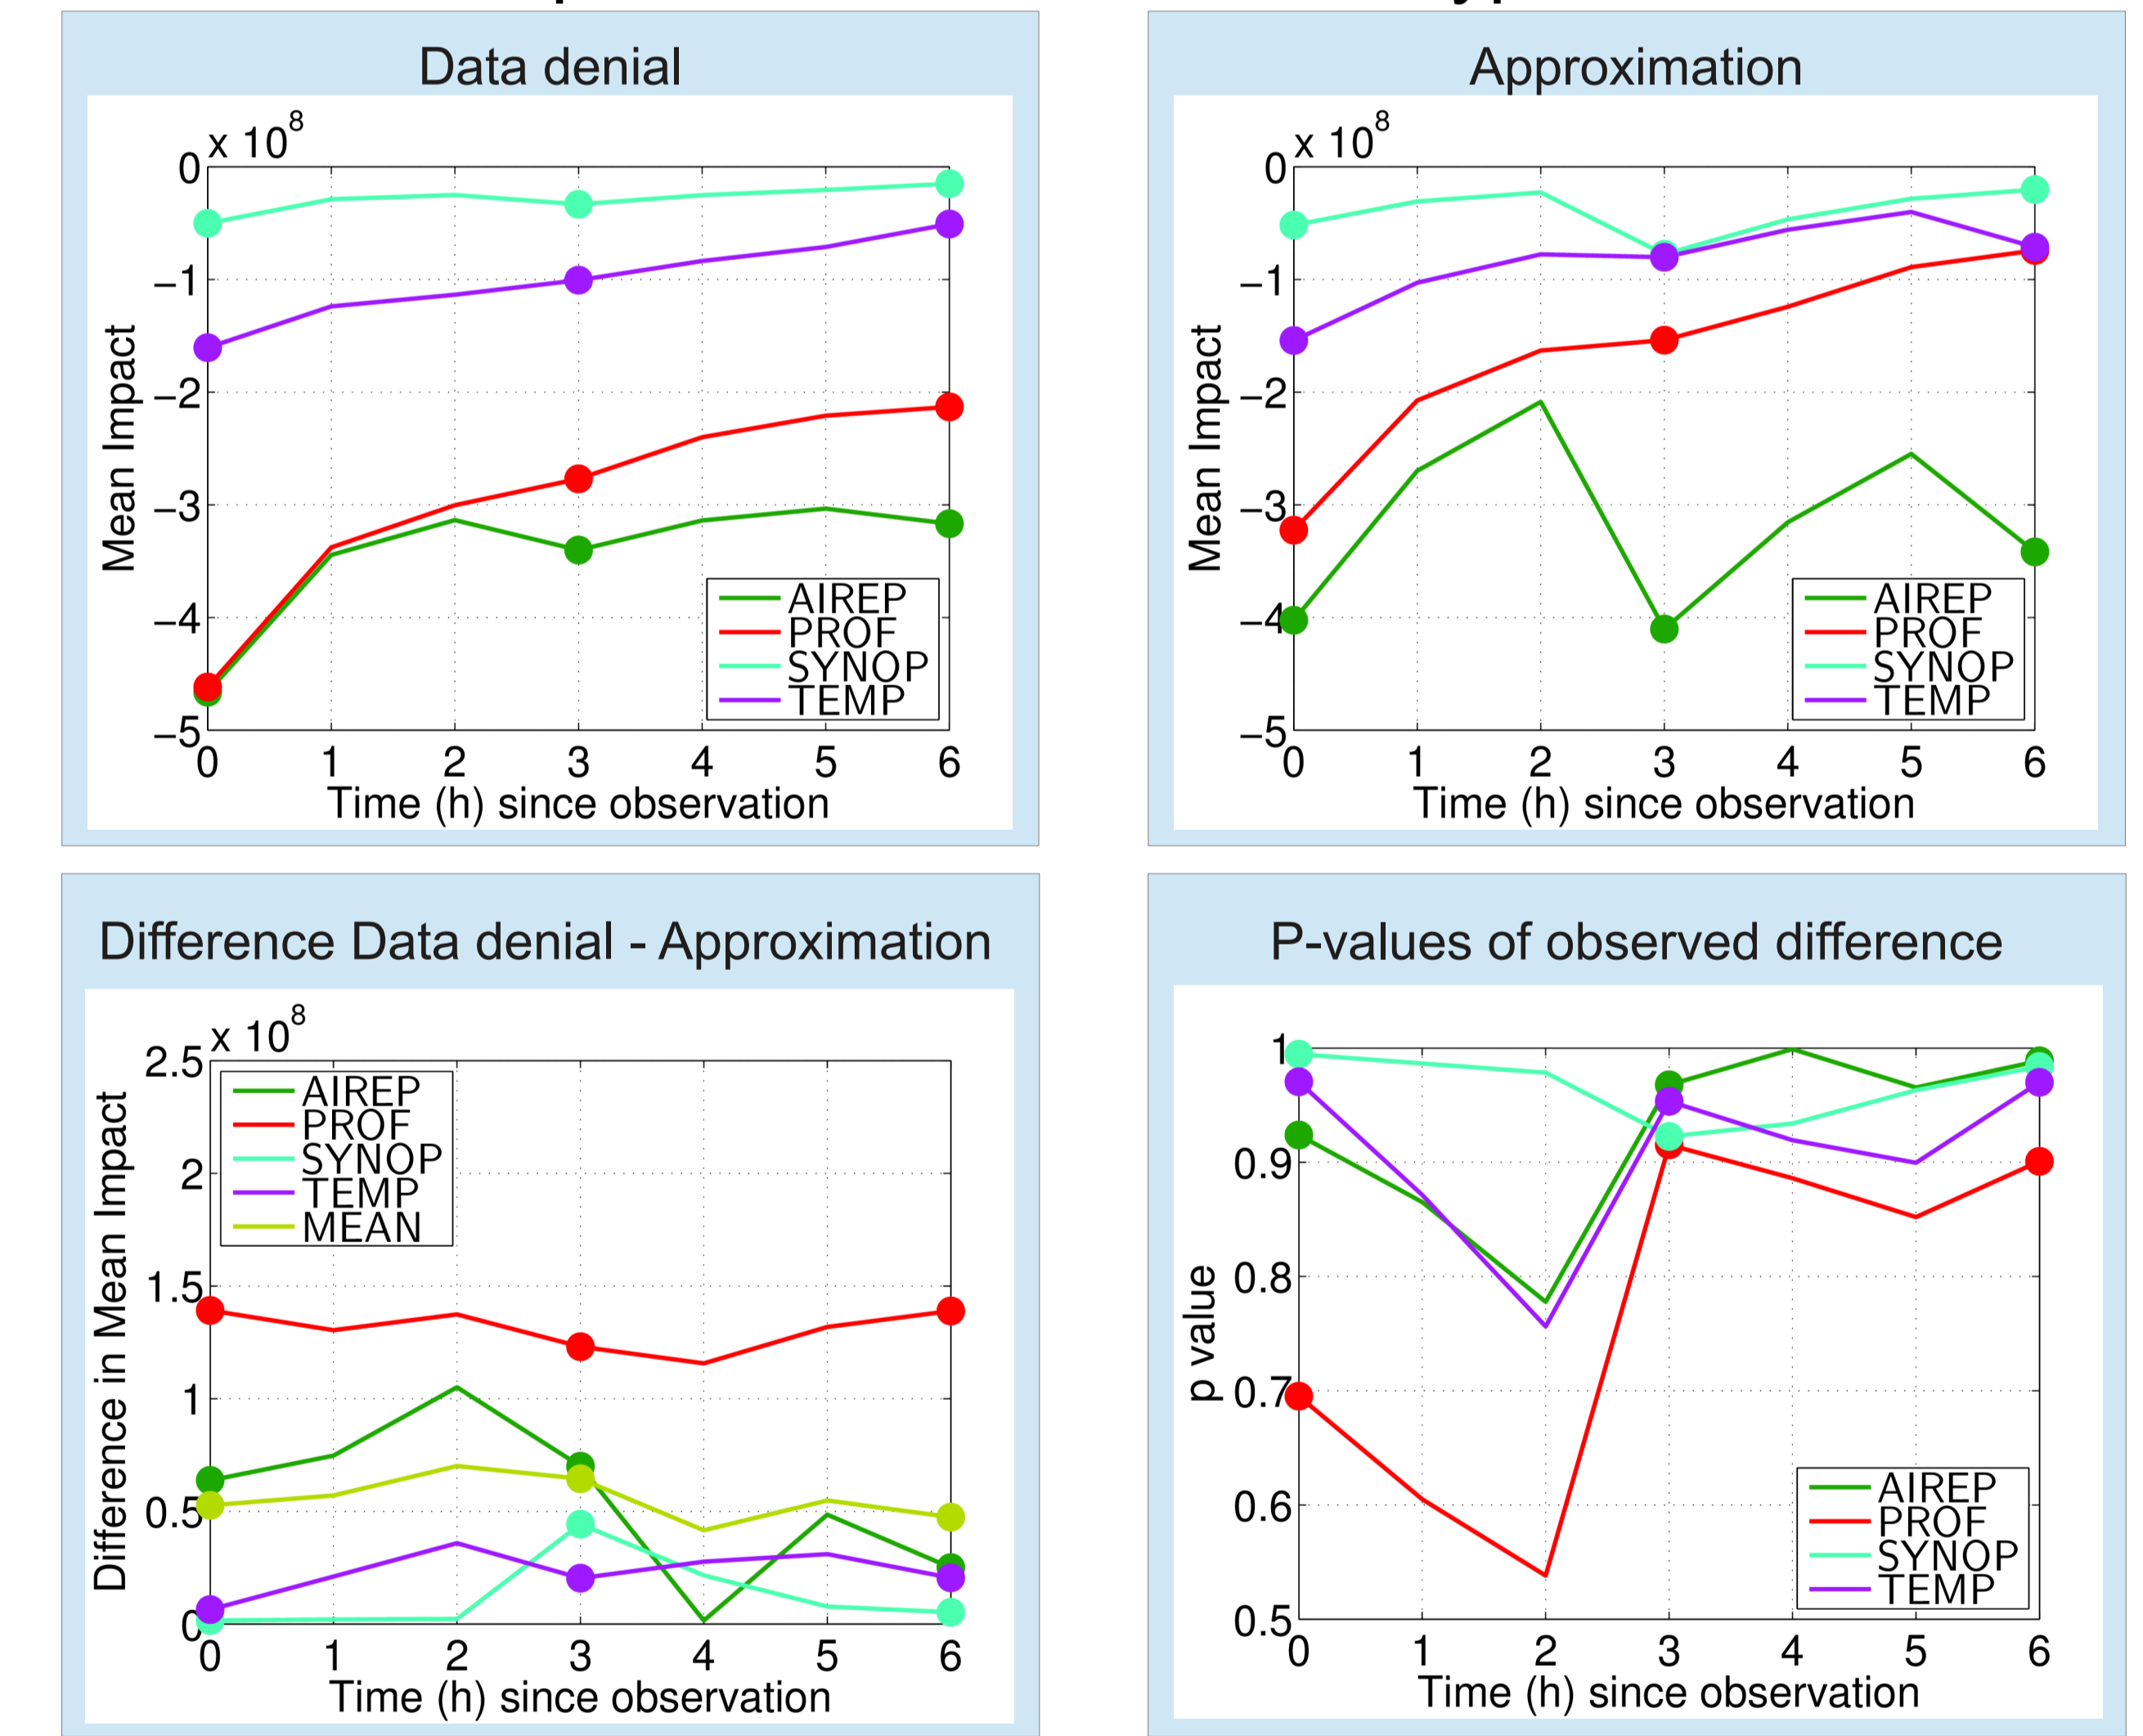 Data denial
x 10^8
0
−1
−2
−3
−4
−5
Mean Impact
AIREP
PROF
SYNOP
TEMP
0 1 2 3 4 5 6
Time (h) since observation
Approximation
x 10^8
0
−1
−2
−3
−4
−5
Mean Impact
AIREP
PROF
SYNOP
TEMP
0 1 2 3 4 5 6
Time (h) since observation
Difference Data denial - Approximation
x 10^8
2.5
2
1.5
1
0.5
0
Difference in Mean Impact
AIREP
PROF
SYNOP
TEMP
MEAN
0 1 2 3 4 5 6
Time (h) since observation
P-values of observed difference
1
0.9
0.8
0.7
0.6
0.5
p value
AIREP
PROF
SYNOP
TEMP
0 1 2 3 4 5 6
Time (h) since observation